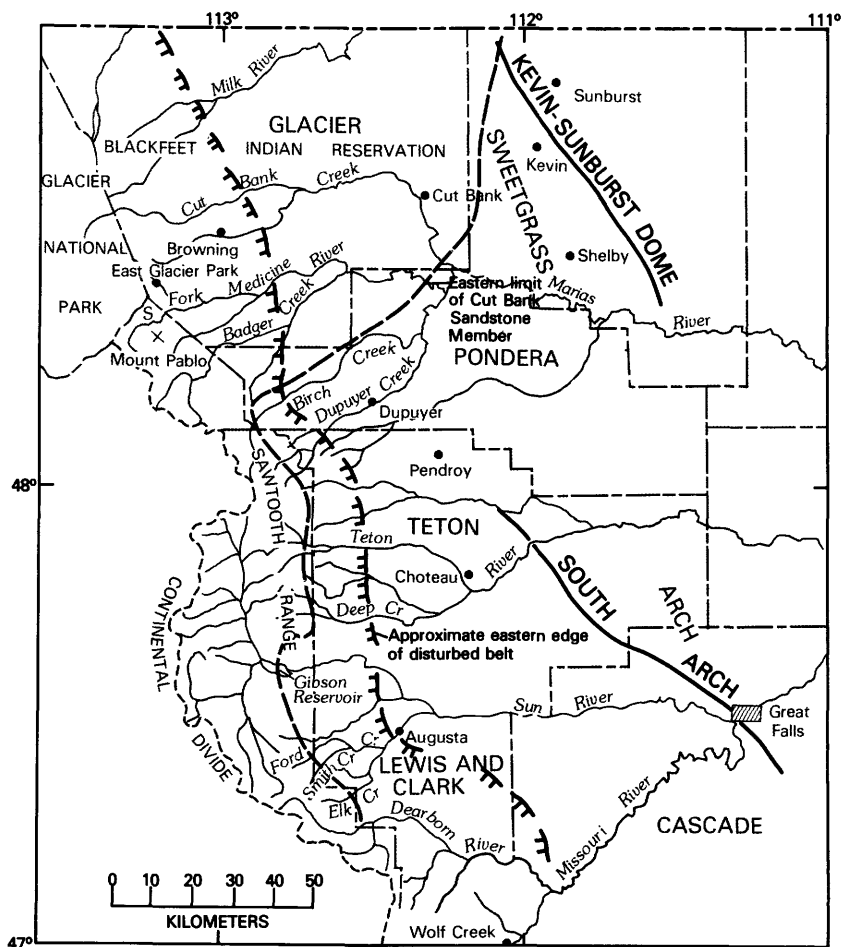 113°
112°
111°
Milk River
KEVIN-SUNBURST DOME
Sunburst
GLACIER
BLACKFEET INDIAN RESERVATION
SWEETGRASS
Kevin
GLACIER
Cut Bank Creek
Cut Bank
NATIONAL
Browning
East Glacier Park
Shelby
PARK
S Fork Medicine River
Eastern limit
of Cut Bank
Sandstone
Member
Marias
River
Badger Creek
Mount Pablo
PONDERA
Creek
Birch
Dupuyer Creek
Dupuyer
Pendroy
48°
SAWTOOTH
TETON
Teton
River
Choteau
SOUTH
ARCH
CONTINENTAL
RANGE
Deep Cr
Approximate eastern edge
of disturbed belt
ARCH
Gibson
Reservoir
Sun River
Great
Falls
DIVIDE
Ford Cr
Augusta
Smith Cr
LEWIS AND
CLARK
Elk Cr
Dearborn
River
Missouri River
CASCADE
0 10 20 30 40 50
KILOMETERS
Wolf Creek
47°